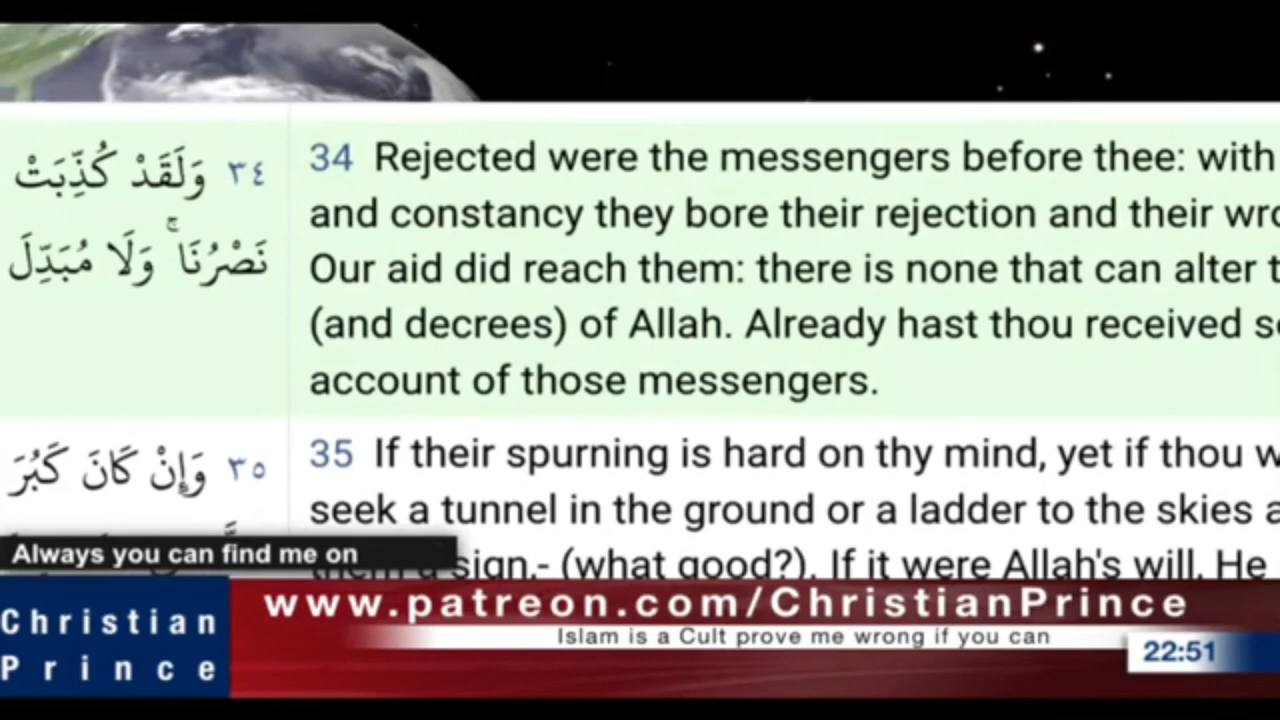 ٣٤ وَلَقَدْ كُذِّبَتْ
نَصْرُنَا ۚ وَلَا مُبَدِّلَ
34 Rejected were the messengers before thee: with
and constancy they bore their rejection and their wro
Our aid did reach them: there is none that can alter t
(and decrees) of Allah. Already hast thou received so
account of those messengers.
٣٥ وَإِنْ كَانَ كَبُرَ
35 If their spurning is hard on thy mind, yet if thou w
seek a tunnel in the ground or a ladder to the skies a
them a sign,- (what good?). If it were Allah's will, He
Always you can find me on
Christian
Prince
www.patreon.com/ChristianPrince
Islam is a Cult prove me wrong if you can
22:51